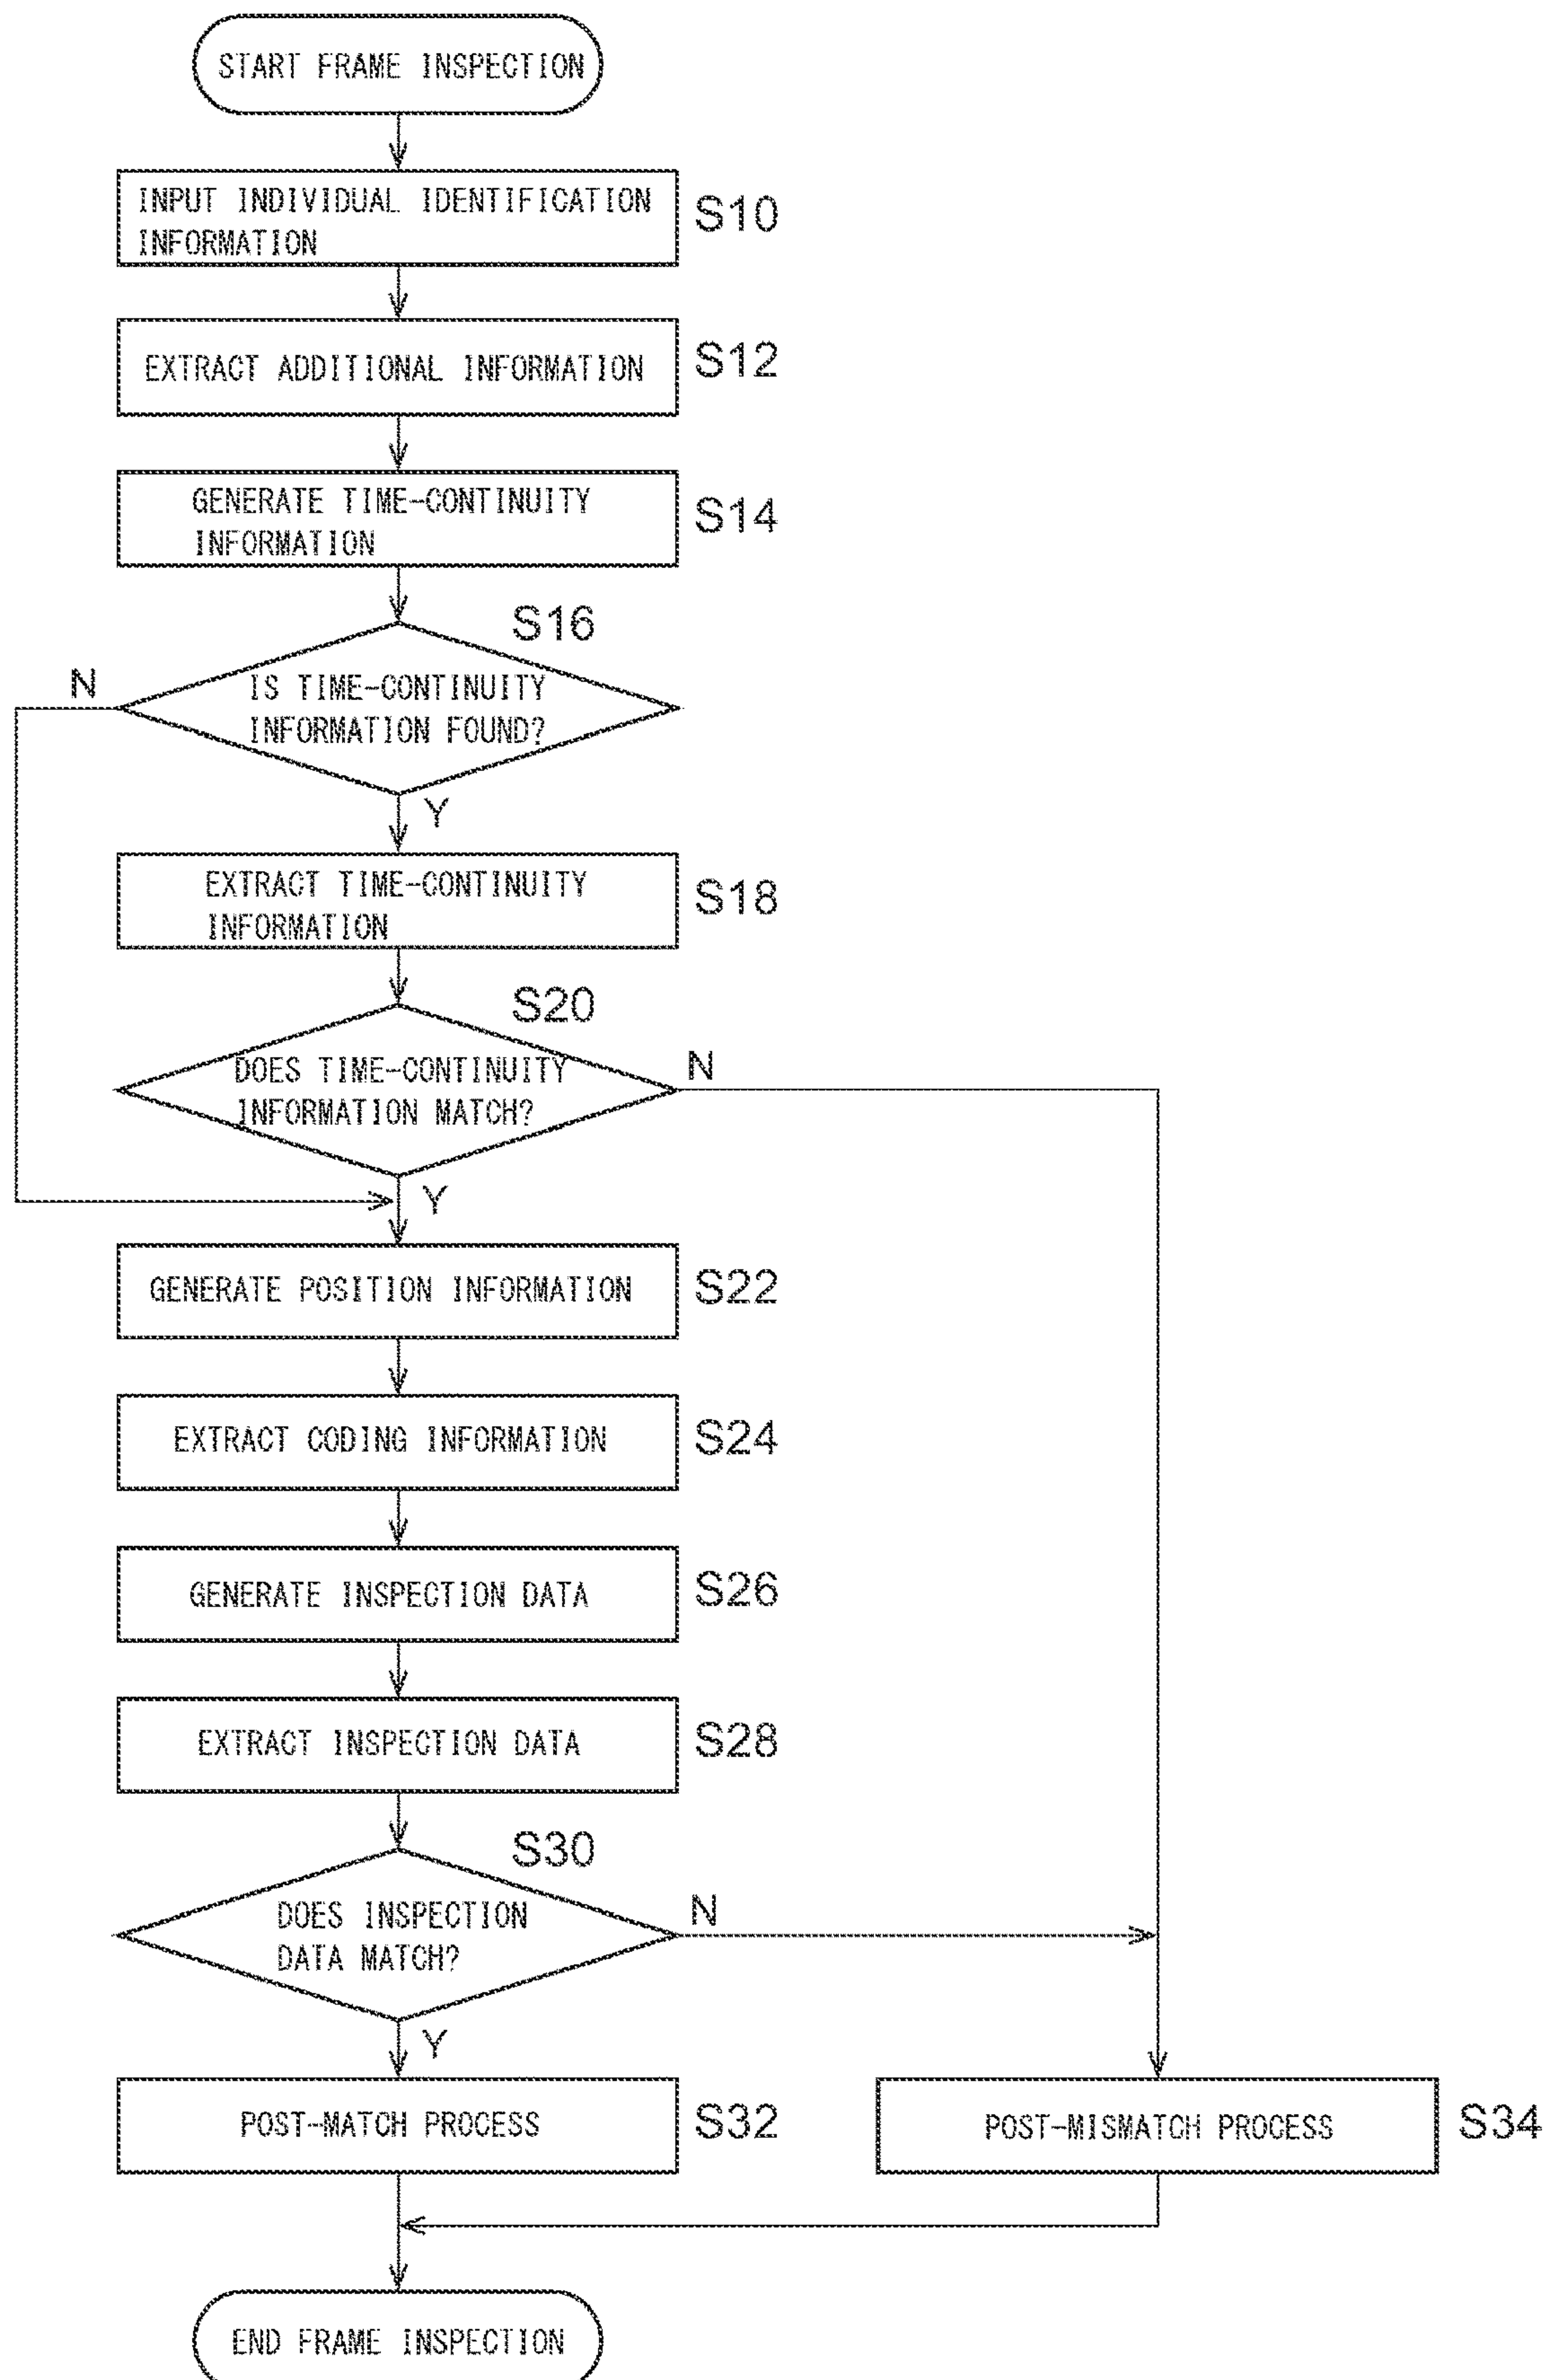 START FRAME INSPECTION
INPUT INDIVIDUAL IDENTIFICATION
INFORMATION
S10
EXTRACT ADDITIONAL INFORMATION
S12
GENERATE TIME-CONTINUITY
INFORMATION
S14
S16
N
IS TIME-CONTINUITY
INFORMATION FOUND?
Y
EXTRACT TIME-CONTINUITY
INFORMATION
S18
S20
DOES TIME-CONTINUITY
INFORMATION MATCH?
N
Y
GENERATE POSITION INFORMATION
S22
EXTRACT CODING INFORMATION
S24
GENERATE INSPECTION DATA
S26
EXTRACT INSPECTION DATA
S28
S30
DOES INSPECTION
DATA MATCH?
N
Y
POST-MATCH PROCESS
S32
POST-MISMATCH PROCESS
S34
END FRAME INSPECTION